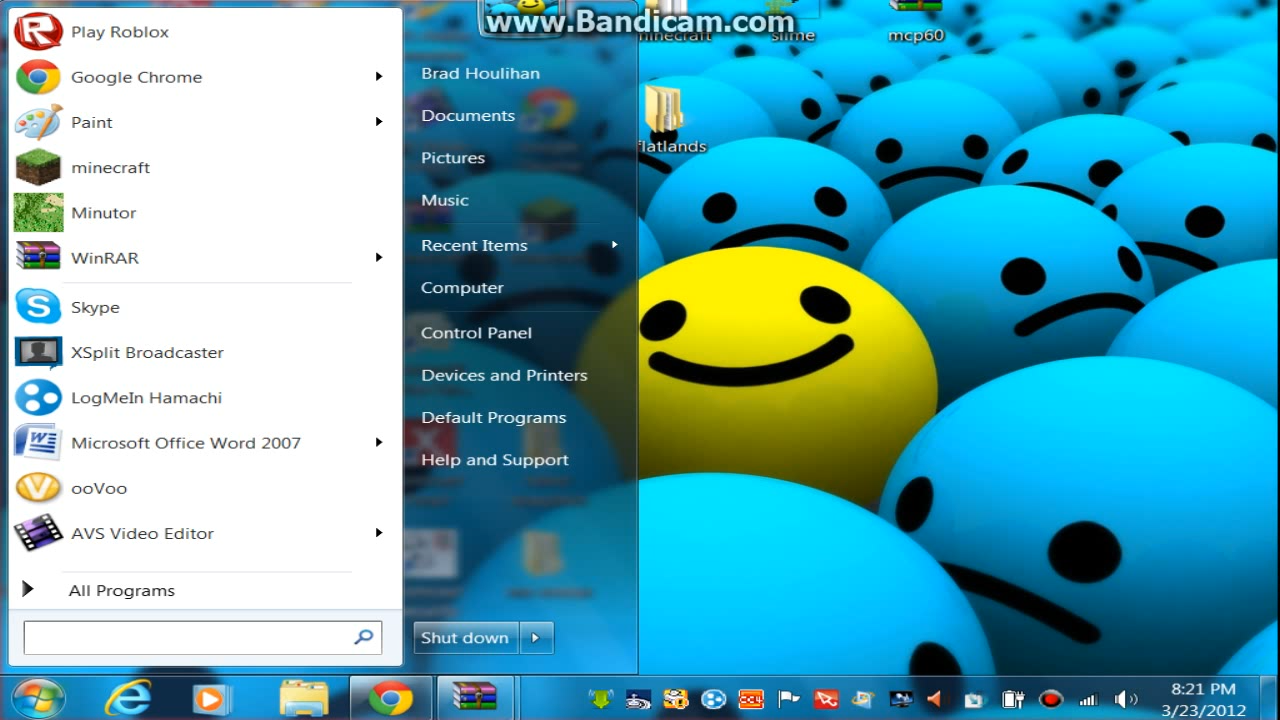 www.Bandicam.com
Play Roblox
Google Chrome
Paint
minecraft
Minutor
WinRAR
Skype
XSplit Broadcaster
LogMeIn Hamachi
Microsoft Office Word 2007
ooVoo
AVS Video Editor
All Programs
Brad Houlihan
Documents
Pictures
Music
Recent Items
Computer
Control Panel
Devices and Printers
Default Programs
Help and Support
Shut down
minecraft
slime
mcp60
flatlands
8:21 PM
3/23/2012